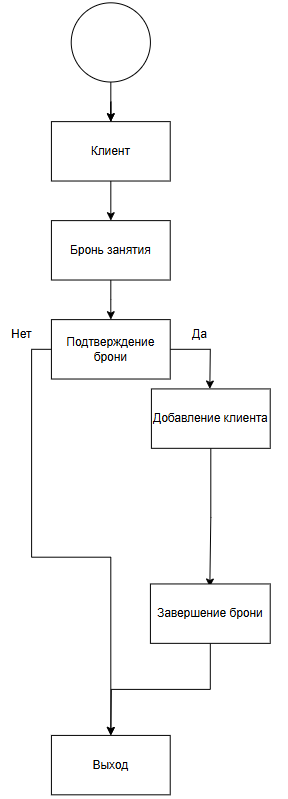 Клиент
Бронь занятия
Нет
Подтверждение
брони
Да
Добавление клиента
Завершение брони
Выход